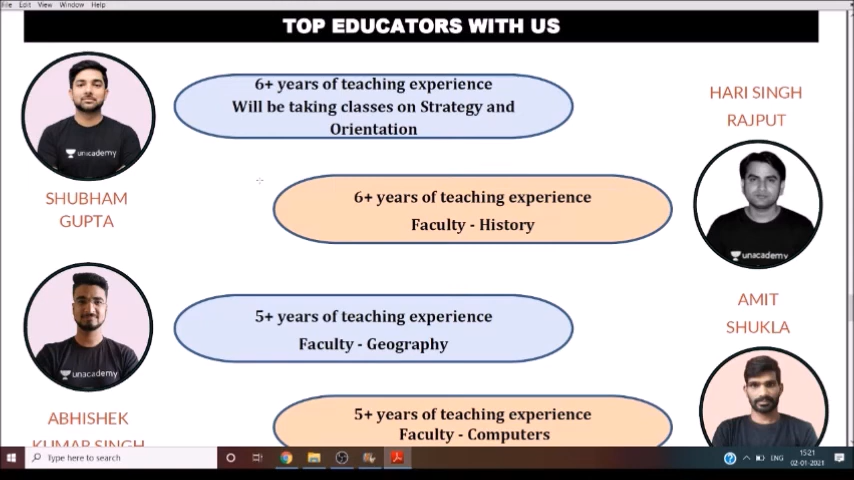 File Edit View Window Help
TOP EDUCATORS WITH US
6+ years of teaching experience
Will be taking classes on Strategy and
Orientation
unacademy
SHUBHAM
GUPTA
HARI SINGH
RAJPUT
6+ years of teaching experience
Faculty - History
unacademy
5+ years of teaching experience
Faculty - Geography
unacademy
ABHISHEK
KUMAR SINGH
AMIT
SHUKLA
5+ years of teaching experience
Faculty - Computers
Type here to search
ENG
15:21
02-01-2021